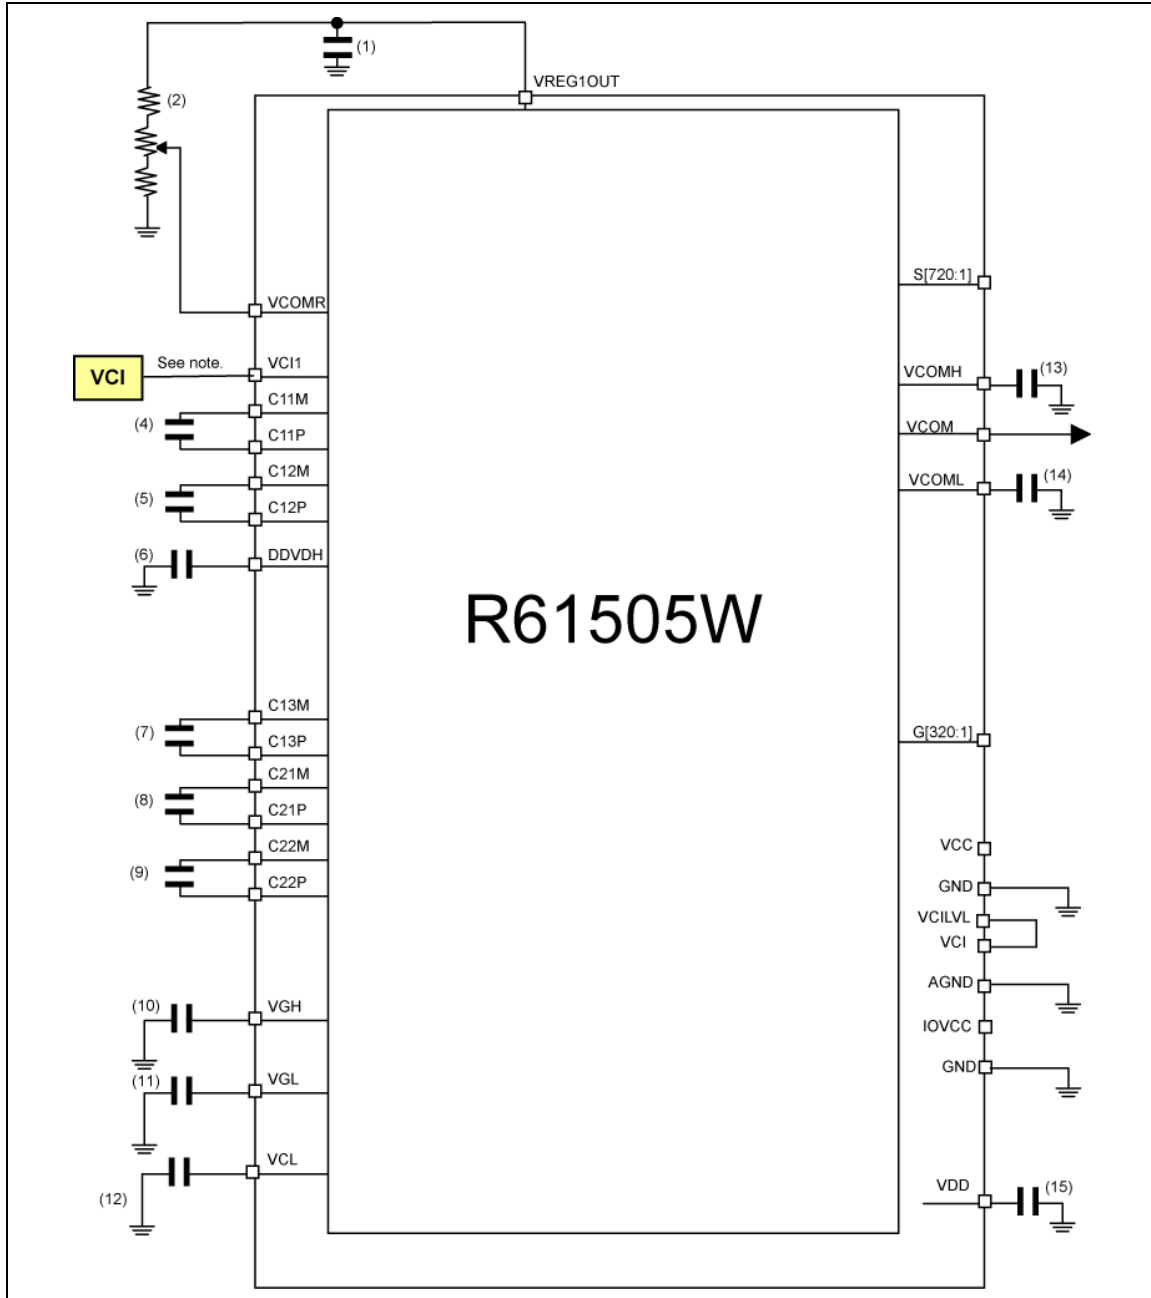 (1)
VREG1OUT
(2)
VCOMR
VCI
See note.
VCI1
C11M
(4)
C11P
C12M
(5)
C12P
(6)
DDVDH
R61505W
C13M
(7)
C13P
C21M
(8)
C21P
C22M
(9)
C22P
(10)
VGH
(11)
VGL
VCL
(12)
S[720:1]
VCOMH
(13)
VCOM
VCOML
(14)
G[320:1]
VCC
GND
VCILVL
VCI
AGND
IOVCC
GND
VDD
(15)